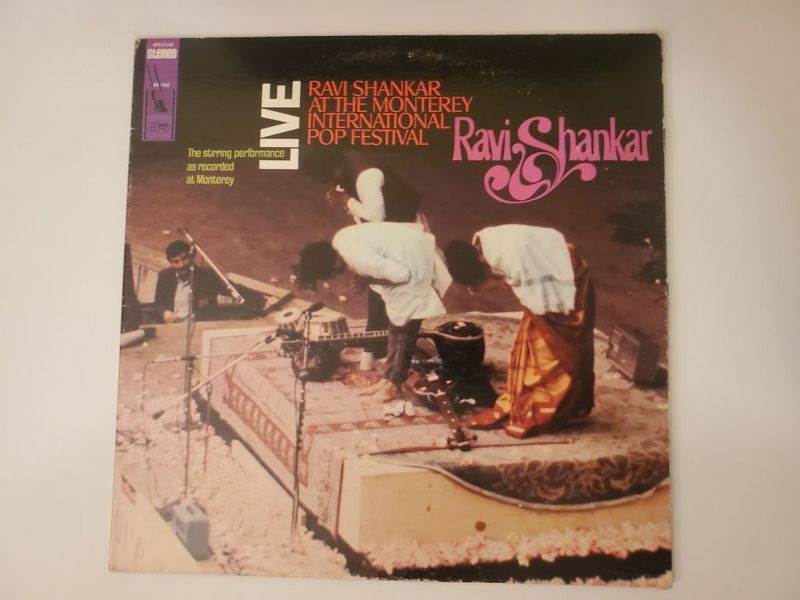 Stereo
LIVE
RAVI SHANKAR
AT THE MONTEREY
INTERNATIONAL
POP FESTIVAL
Ravi Shankar
The stirring performance
as recorded
at Monterey